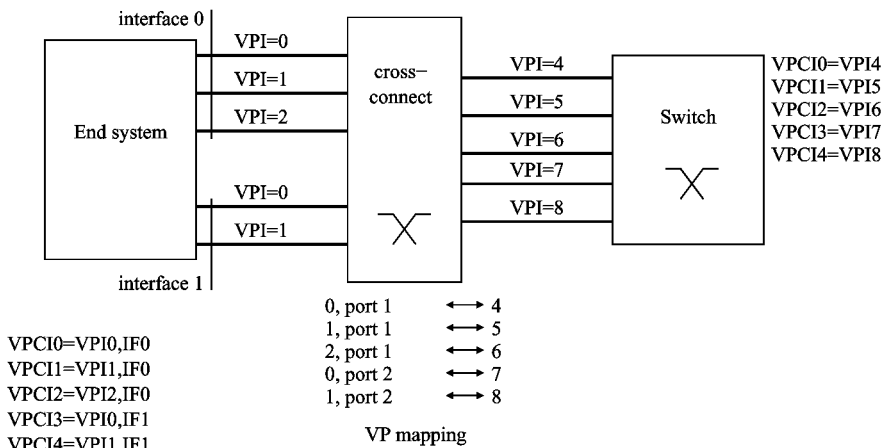 interface 0
VPI=0
VPI=1
VPI=2
End system
VPI=0
VPI=1
interface 1
cross−
connect
VPI=4
VPI=5
VPI=6
VPI=7
VPI=8
Switch
VPCI0=VPI4
VPCI1=VPI5
VPCI2=VPI6
VPCI3=VPI7
VPCI4=VPI8
0, port 1 ↔ 4
1, port 1 ↔ 5
2, port 1 ↔ 6
0, port 2 ↔ 7
1, port 2 ↔ 8
VP mapping
VPCI0=VPI0,IF0
VPCI1=VPI1,IF0
VPCI2=VPI2,IF0
VPCI3=VPI0,IF1
VPCI4=VPI1,IF1